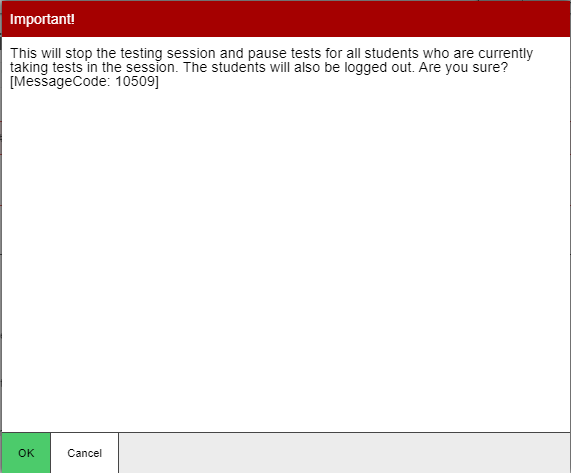 Important!
This will stop the testing session and pause tests for all students who are currently
taking tests in the session. The students will also be logged out. Are you sure?
[MessageCode: 10509]
OK
Cancel